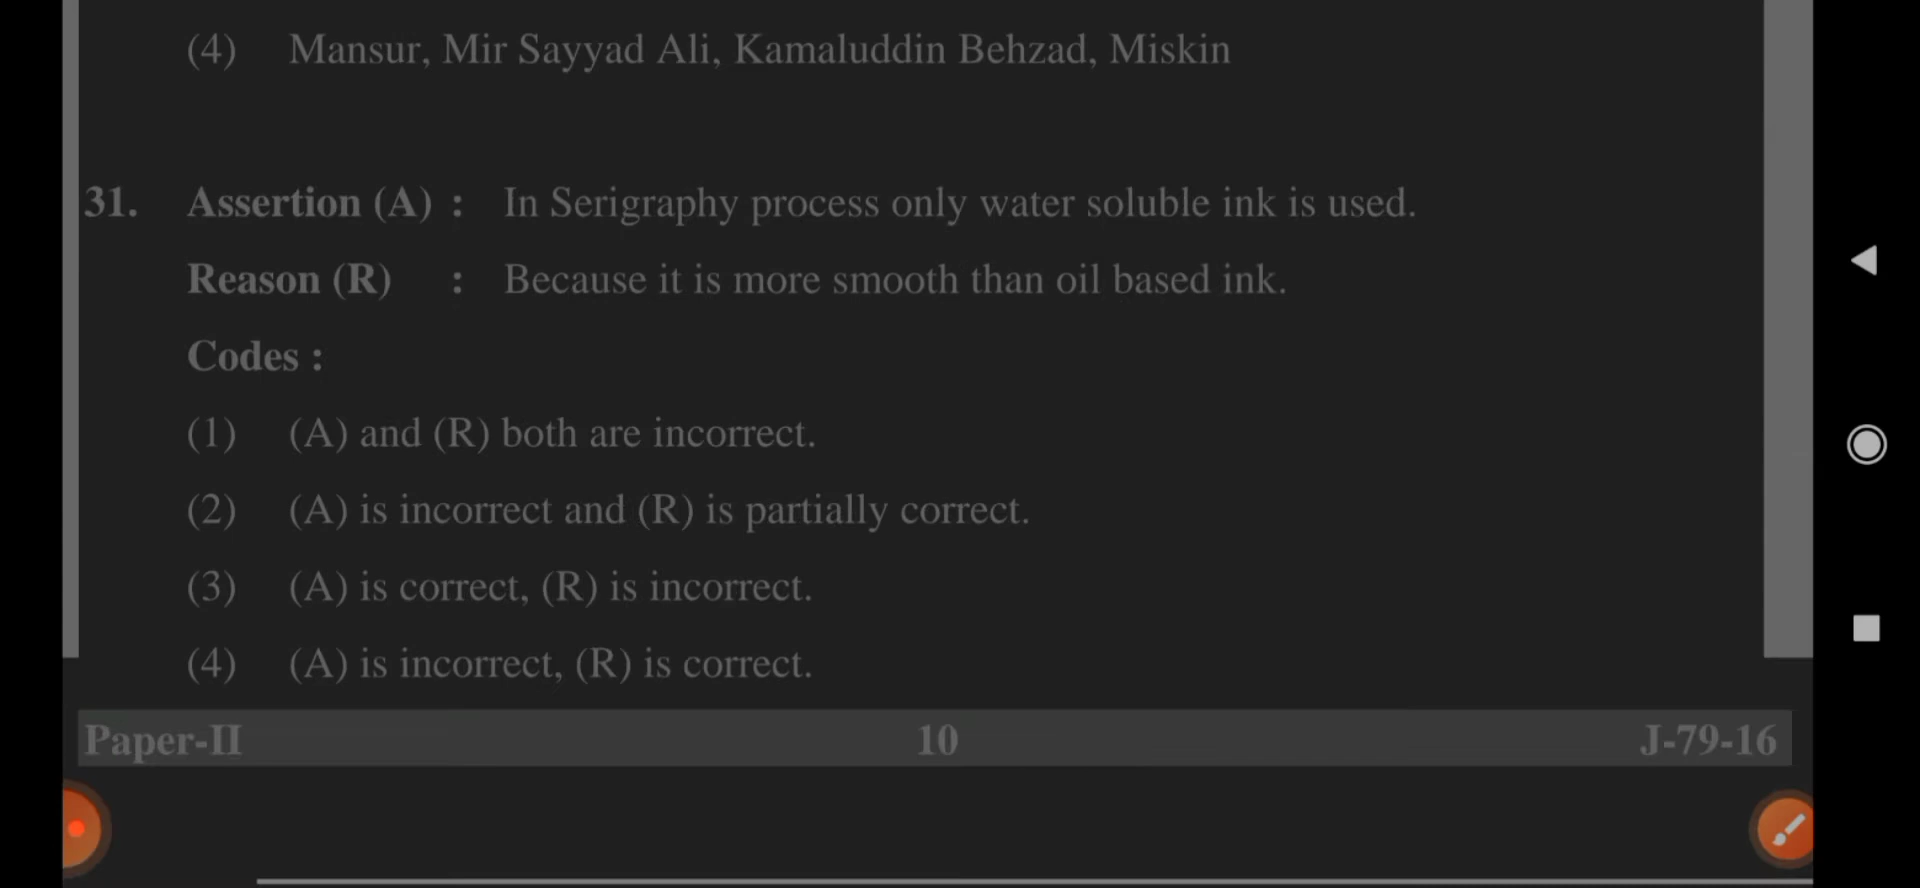 (4) Mansur, Mir Sayyad Ali, Kamaluddin Behzad, Miskin
31. Assertion (A) : In Serigraphy process only water soluble ink is used.
Reason (R) : Because it is more smooth than oil based ink.
Codes :
(1) (A) and (R) both are incorrect.
(2) (A) is incorrect and (R) is partially correct.
(3) (A) is correct, (R) is incorrect.
(4) (A) is incorrect, (R) is correct.
Paper-II 10 J-79-16